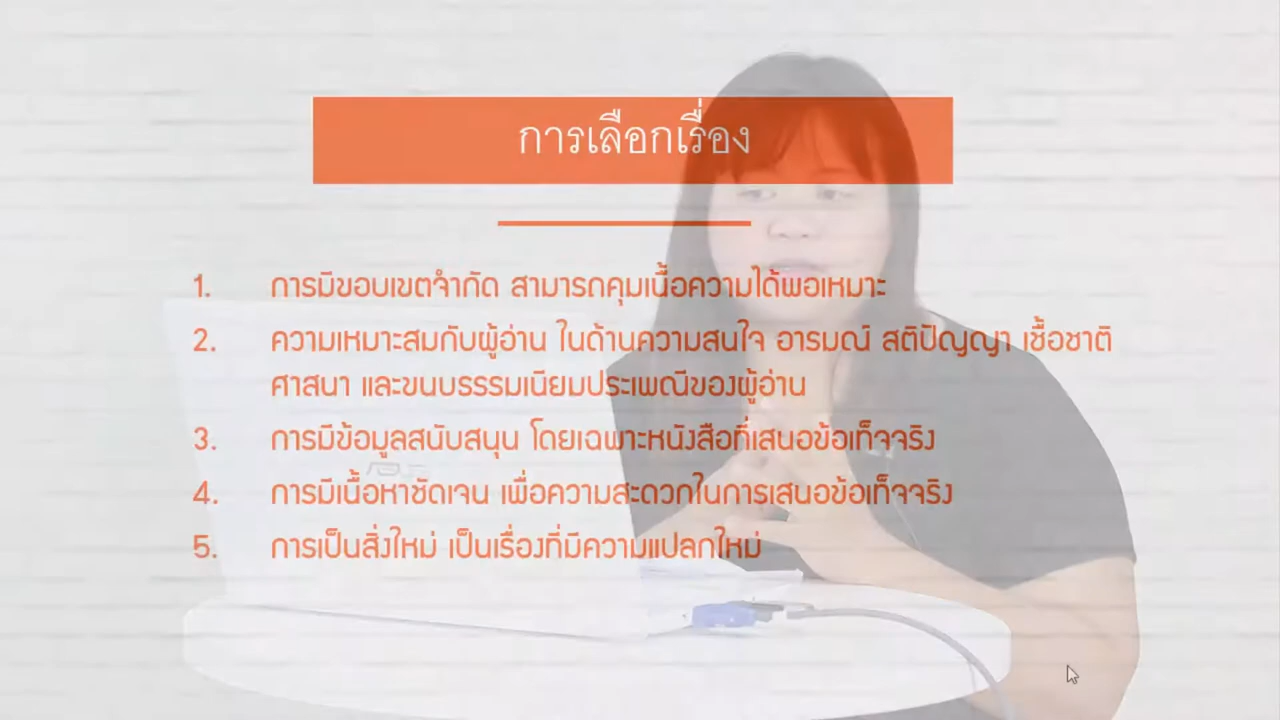 การเลือกเรื่อง
1. การมีขอบเขตจำกัด สามารถคุมเนื้อความได้พอเหมาะ
2. ความเหมาะสมกับผู้อ่าน ในด้านความสนใจ อารมณ์ สติปัญญา เชื้อชาติ
ศาสนา และขนบธรรมเนียมประเพณีของผู้อ่าน
3. การมีข้อมูลสนับสนุน โดยเฉพาะหนังสือที่เสนอข้อเท็จจริง
ASUS
4. การมีเนื้อหาชัดเจน เพื่อความสะดวกในการเสนอข้อเท็จจริง
5. การเป็นสิ่งใหม่ เป็นเรื่องที่มีความแปลกใหม่